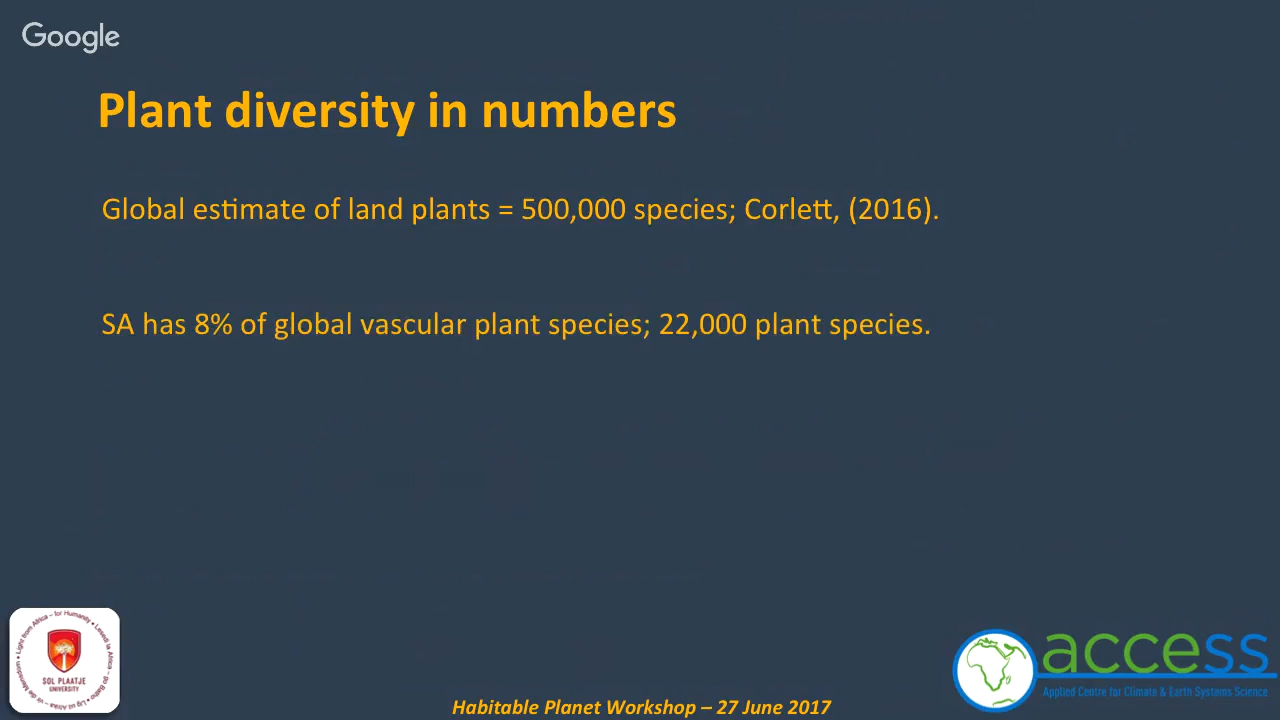 Google
Plant diversity in numbers
Global estimate of land plants = 500,000 species; Corlett, (2016).
SA has 8% of global vascular plant species; 22,000 plant species.
SOL PLAATJE
UNIVERSITY
access
Applied Centre for Climate & Earth Systems Science
Habitable Planet Workshop – 27 June 2017